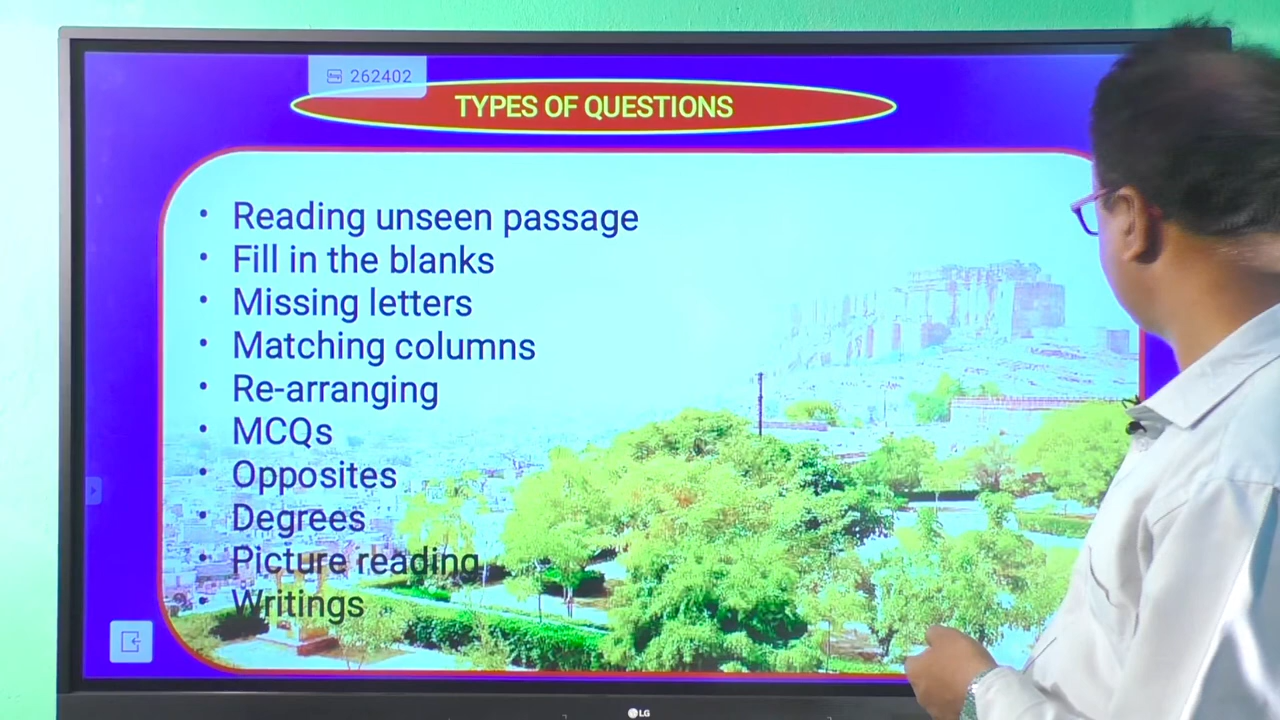 262402
TYPES OF QUESTIONS
• Reading unseen passage
• Fill in the blanks
• Missing letters
• Matching columns
• Re-arranging
• MCQs
• Opposites
• Degrees
• Picture reading
• Writings
LG